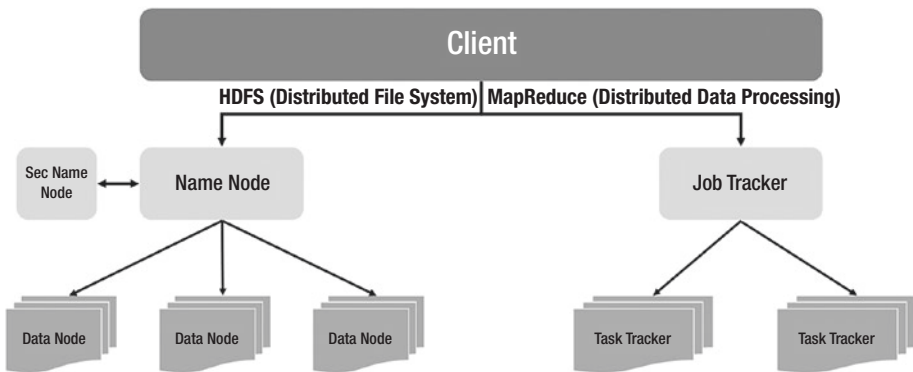 Client
HDFS (Distributed File System) MapReduce (Distributed Data Processing)
Sec Name
Node
Name Node
Job Tracker
Data Node
Data Node
Data Node
Task Tracker
Task Tracker